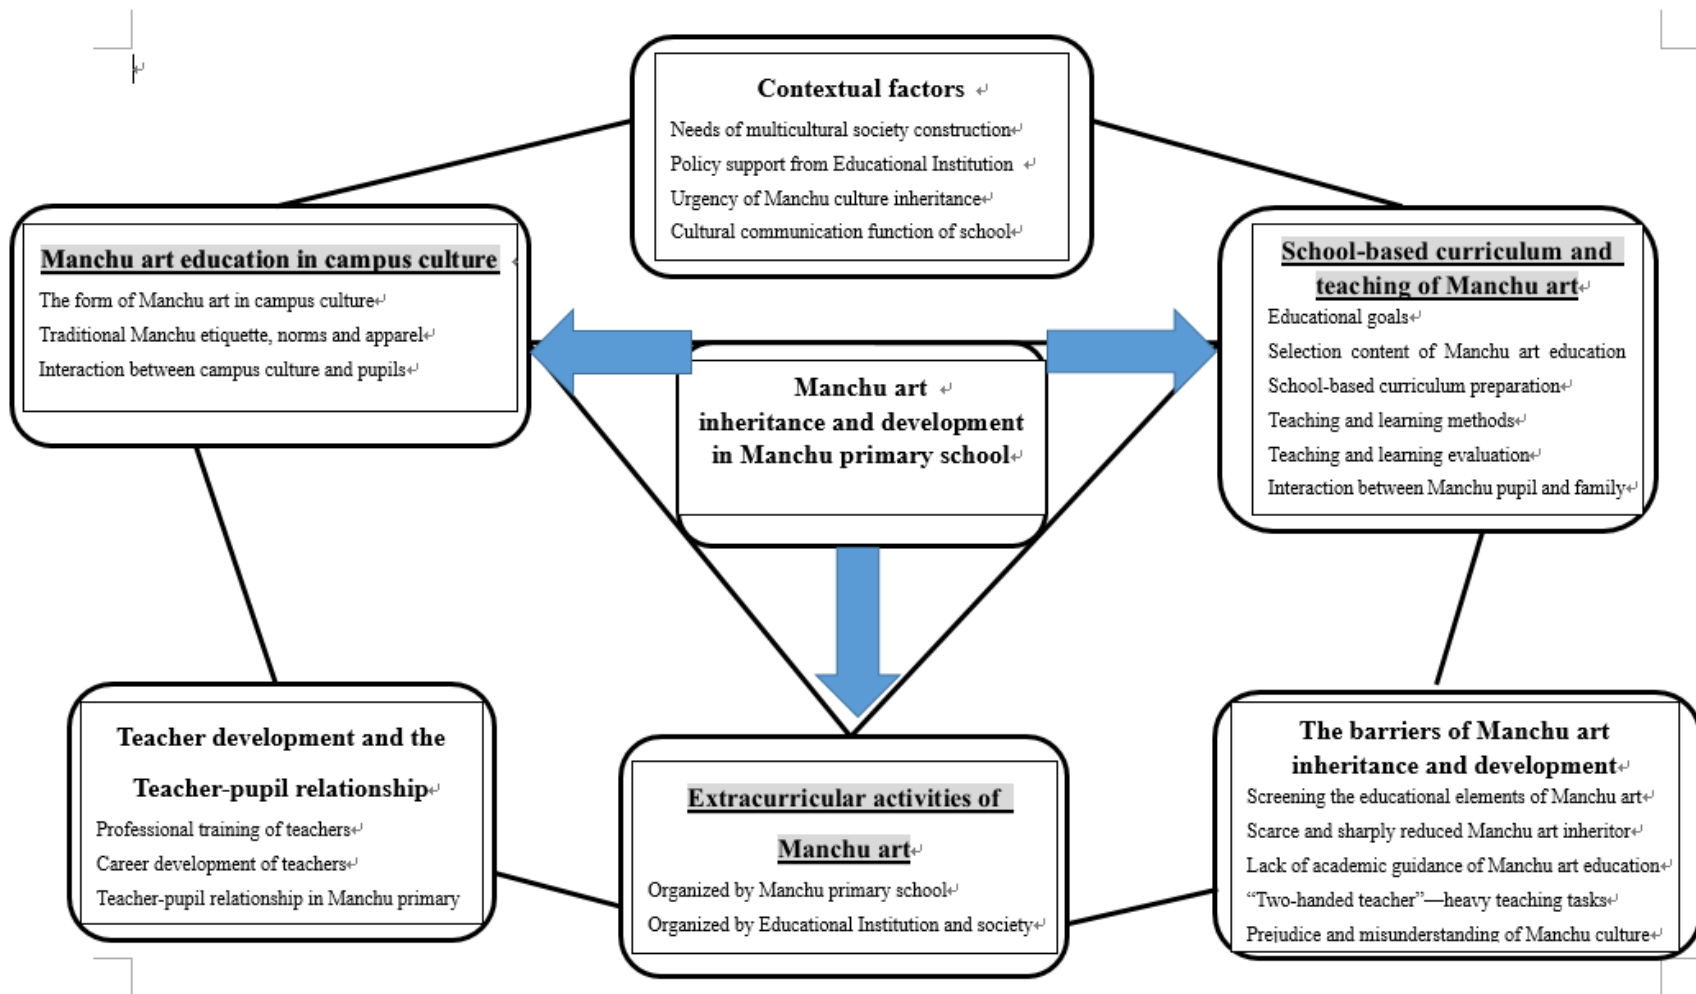 Contextual factors
Needs of multicultural society construction
Policy support from Educational Institution
Urgency of Manchu culture inheritance
Cultural communication function of school
Manchu art education in campus culture
The form of Manchu art in campus culture
Traditional Manchu etiquette, norms and apparel
Interaction between campus culture and pupils
School-based curriculum and
teaching of Manchu art
Educational goals
Selection content of Manchu art education
School-based curriculum preparation
Teaching and learning methods
Teaching and learning evaluation
Interaction between Manchu pupil and family
Manchu art
inheritance and development
in Manchu primary school
Teacher development and the
Teacher-pupil relationship
Professional training of teachers
Career development of teachers
Teacher-pupil relationship in Manchu primary
Extracurricular activities of
Manchu art
Organized by Manchu primary school
Organized by Educational Institution and society
The barriers of Manchu art
inheritance and development
Screening the educational elements of Manchu art
Scarce and sharply reduced Manchu art inheritor
Lack of academic guidance of Manchu art education
“Two-handed teacher”—heavy teaching tasks
Prejudice and misunderstanding of Manchu culture